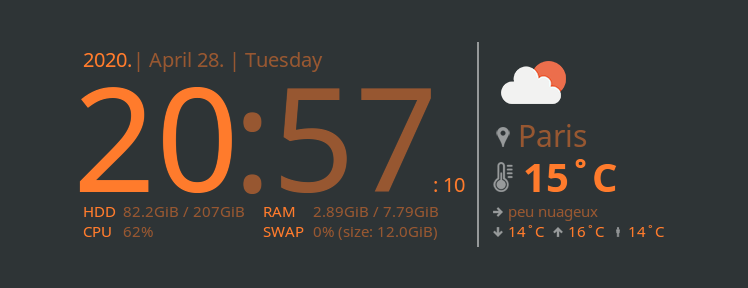 2020.| April 28. | Tuesday
20:57 : 10
HDD 82.2GiB / 207GiB RAM 2.89GiB / 7.79GiB
CPU 62% SWAP 0% (size: 12.0GiB)
Paris
15˚C
peu nuageux
14˚C 16˚C 14˚C